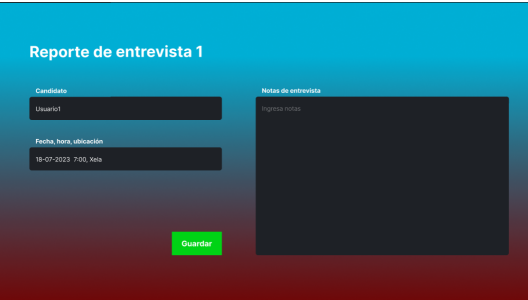 Reporte de entrevista 1
Candidato
Usuario1
Fecha, hora, ubicación
18-07-2023 7:00, Xela
Guardar
Notas de entrevista
Ingresa notas